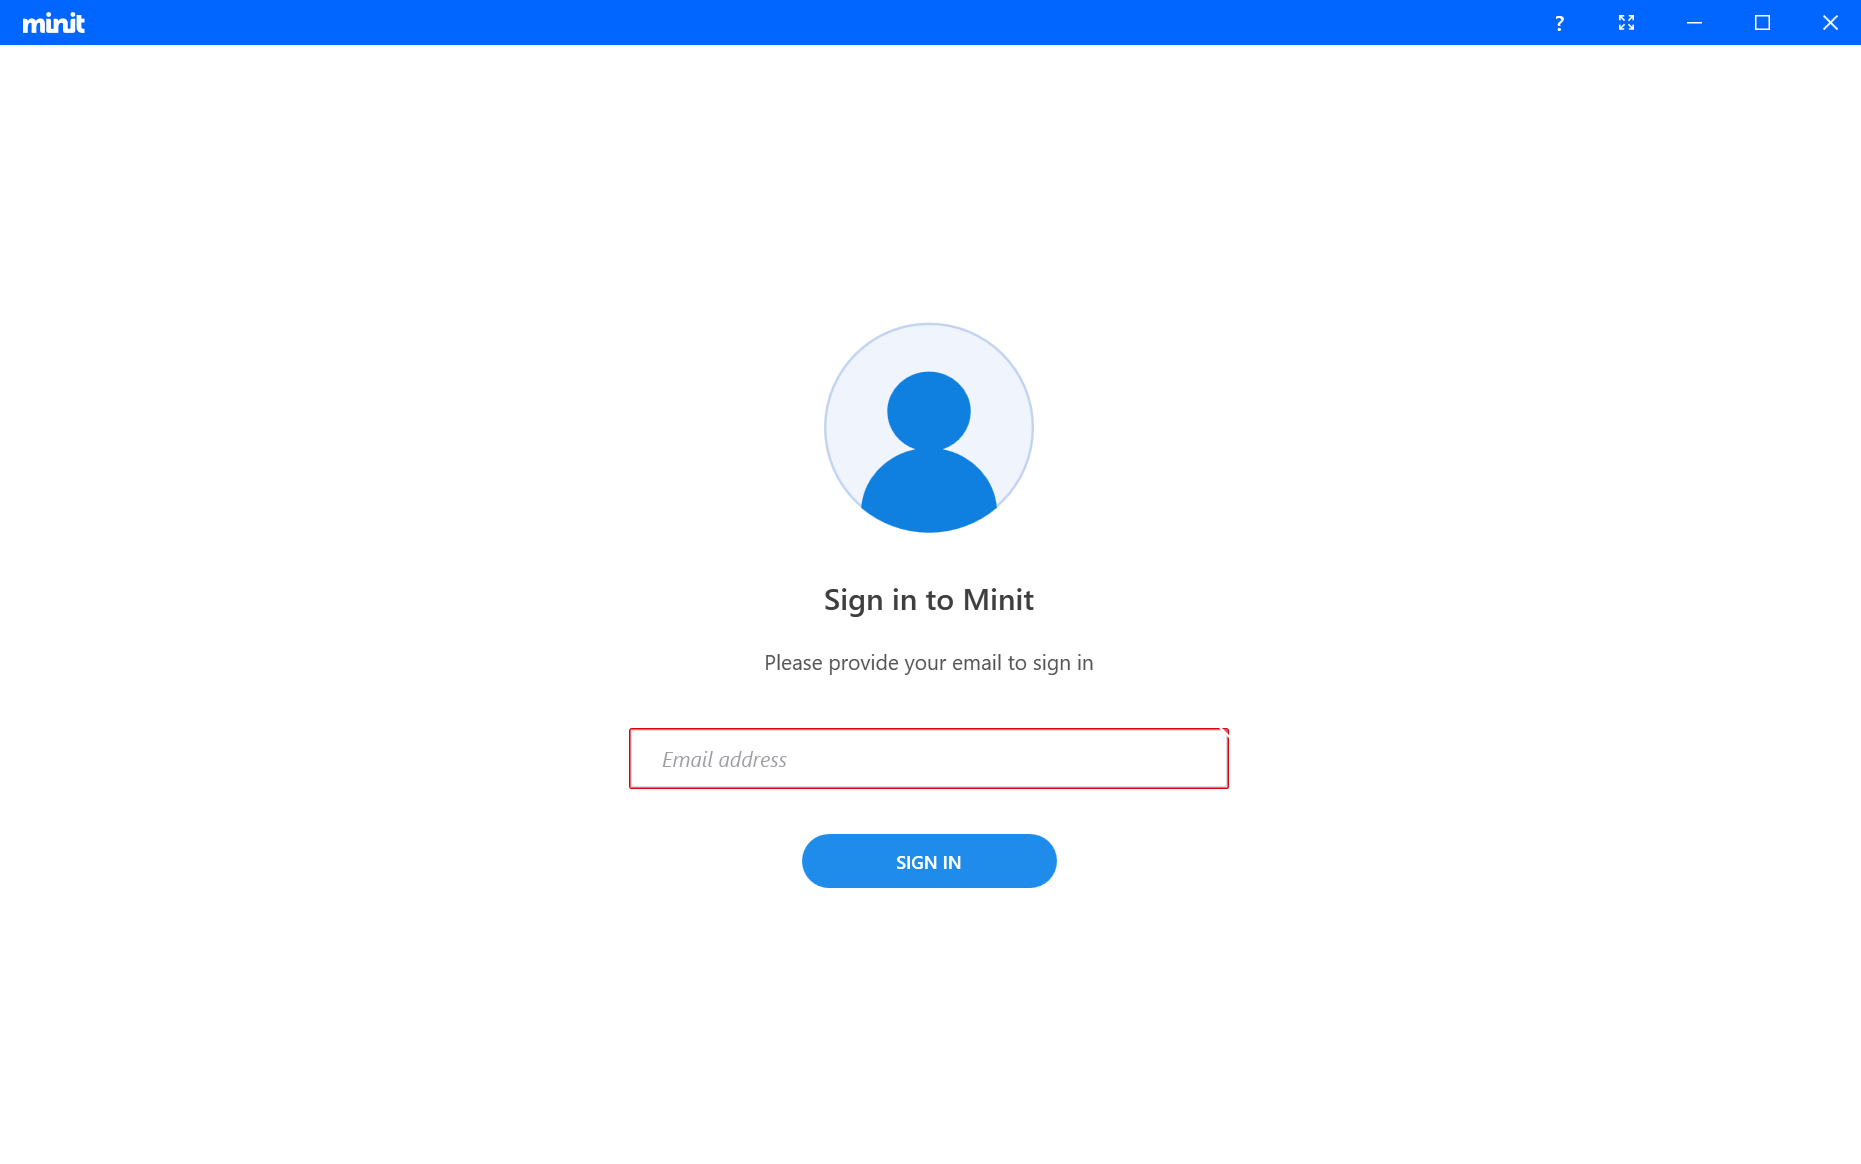 minit
?
Sign in to Minit
Please provide your email to sign in
Email address
SIGN IN